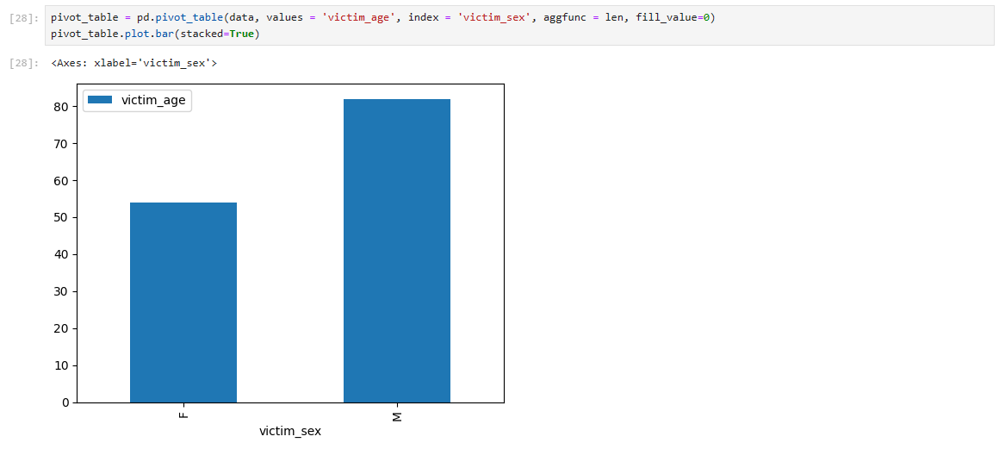 [28]: pivot_table = pd.pivot_table(data, values = 'victim_age', index = 'victim_sex', aggfunc = len, fill_value=0)
pivot_table.plot.bar(stacked=True)
[28]: <Axes: xlabel='victim_sex'>
victim_age
80
70
60
50
40
30
20
10
0
F
M
victim_sex